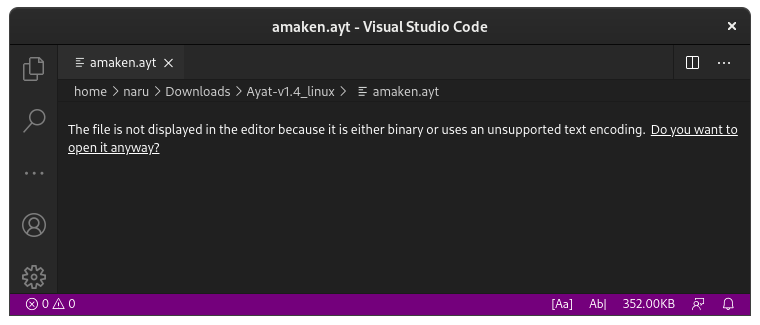 amaken.ayt - Visual Studio Code ×
amaken.ayt ×
home > naru > Downloads > Ayat-v1.4_linux > amaken.ayt
The file is not displayed in the editor because it is either binary or uses an unsupported text encoding. Do you want to
open it anyway?
0 0 [Aa] Ab| 352.00KB